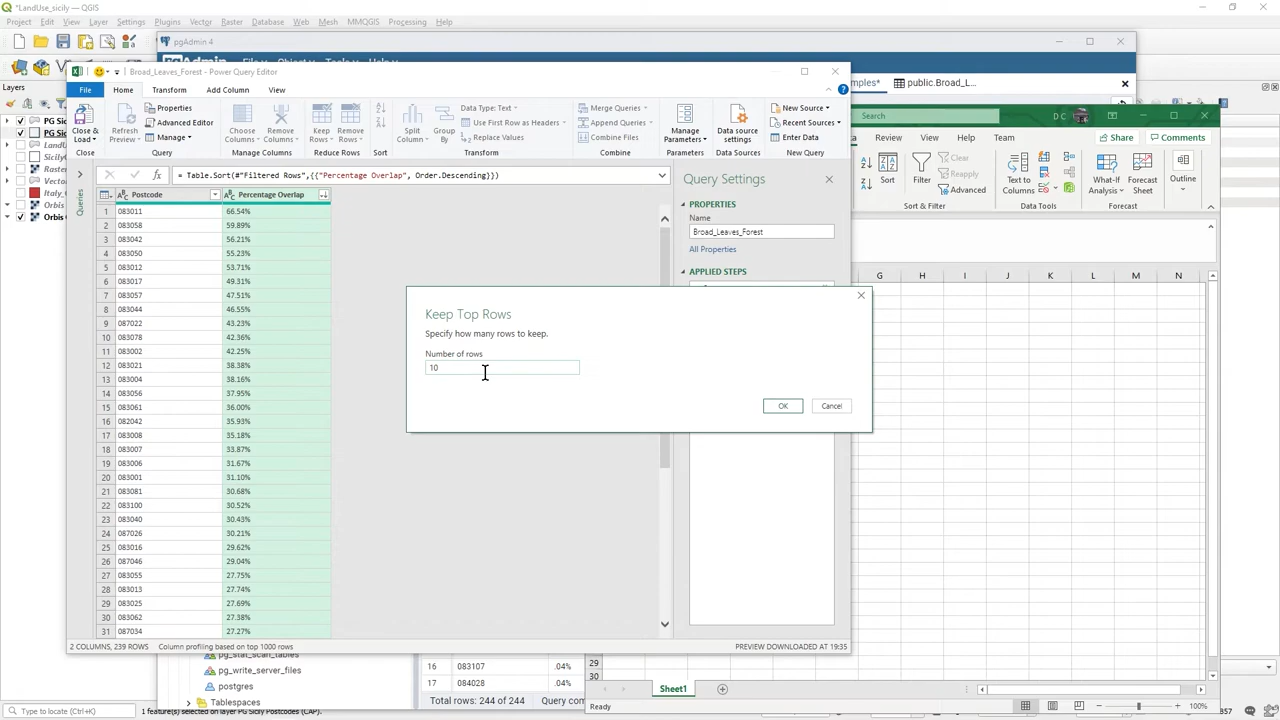 *LandUse_sicily — QGIS
Project Edit View Layer Settings Plugins Vector Raster Database Web Mesh MMQGIS Processing Help
pgAdmin 4
Layers
Broad_Leaves_Forest - Power Query Editor
File Home Transform Add Column View
Close & Load
Close
Refresh Preview
Properties
Advanced Editor
Manage
Query
Choose Columns
Remove Columns
Manage Columns
Keep Rows
Remove Rows
Reduce Rows
Sort
Split Column
Group By
Data Type: Text
Use First Row as Headers
Replace Values
Transform
Merge Queries
Append Queries
Combine Files
Combine
Manage Parameters
Parameters
Data source settings
Data Sources
New Source
Recent Sources
Enter Data
New Query
= Table.Sort(#"Filtered Rows",{{"Percentage Overlap", Order.Descending}})
Queries
Postcode Percentage Overlap
1 083011 66.54%
2 083058 59.89%
3 083042 56.21%
4 083050 55.23%
5 083012 53.71%
6 083017 49.31%
7 083057 47.51%
8 083044 46.55%
9 087022 43.23%
10 083078 42.36%
11 083002 42.25%
12 083021 38.38%
13 083004 38.16%
14 083056 37.95%
15 083061 36.00%
16 082042 35.93%
17 083008 35.18%
18 083007 33.87%
19 083006 31.67%
20 083001 31.10%
21 083081 30.68%
22 083100 30.52%
23 083040 30.43%
24 087026 30.21%
25 083016 29.62%
26 087046 29.04%
27 083055 27.75%
28 083013 27.74%
29 083025 27.69%
30 083062 27.38%
31 087034 27.27%
Query Settings
PROPERTIES
Name
Broad_Leaves_Forest
All Properties
APPLIED STEPS
Keep Top Rows
Specify how many rows to keep.
Number of rows
10
OK Cancel
2 COLUMNS, 239 ROWS Column profiling based on top 1000 rows
PREVIEW DOWNLOADED AT 19:35
public.Broad_L...
Search
D C
Review View Help Team
Share Comments
Filter
Reapply
Advanced
Sort & Filter
Text to Columns
Data Tools
What-If Analysis
Forecast Sheet
Forecast
G H I J K L M N
29
30
Sheet1
Ready
100%
pg_stat_scan_tables
pg_write_server_files
postgres
Tablespaces
16 083107 .04%
17 084028 .04%
Total rows: 244 of 244
Type to locate (Ctrl+K)
1 feature(s) selected on layer PG Sicily Postcodes (CAP).